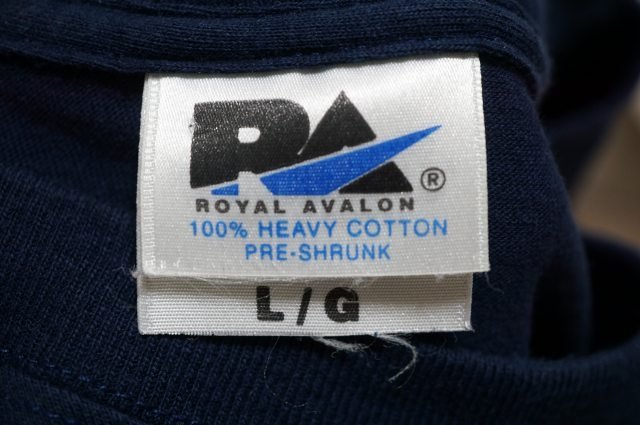 RA ®
ROYAL AVALON
100% HEAVY COTTON
PRE-SHRUNK
L/G